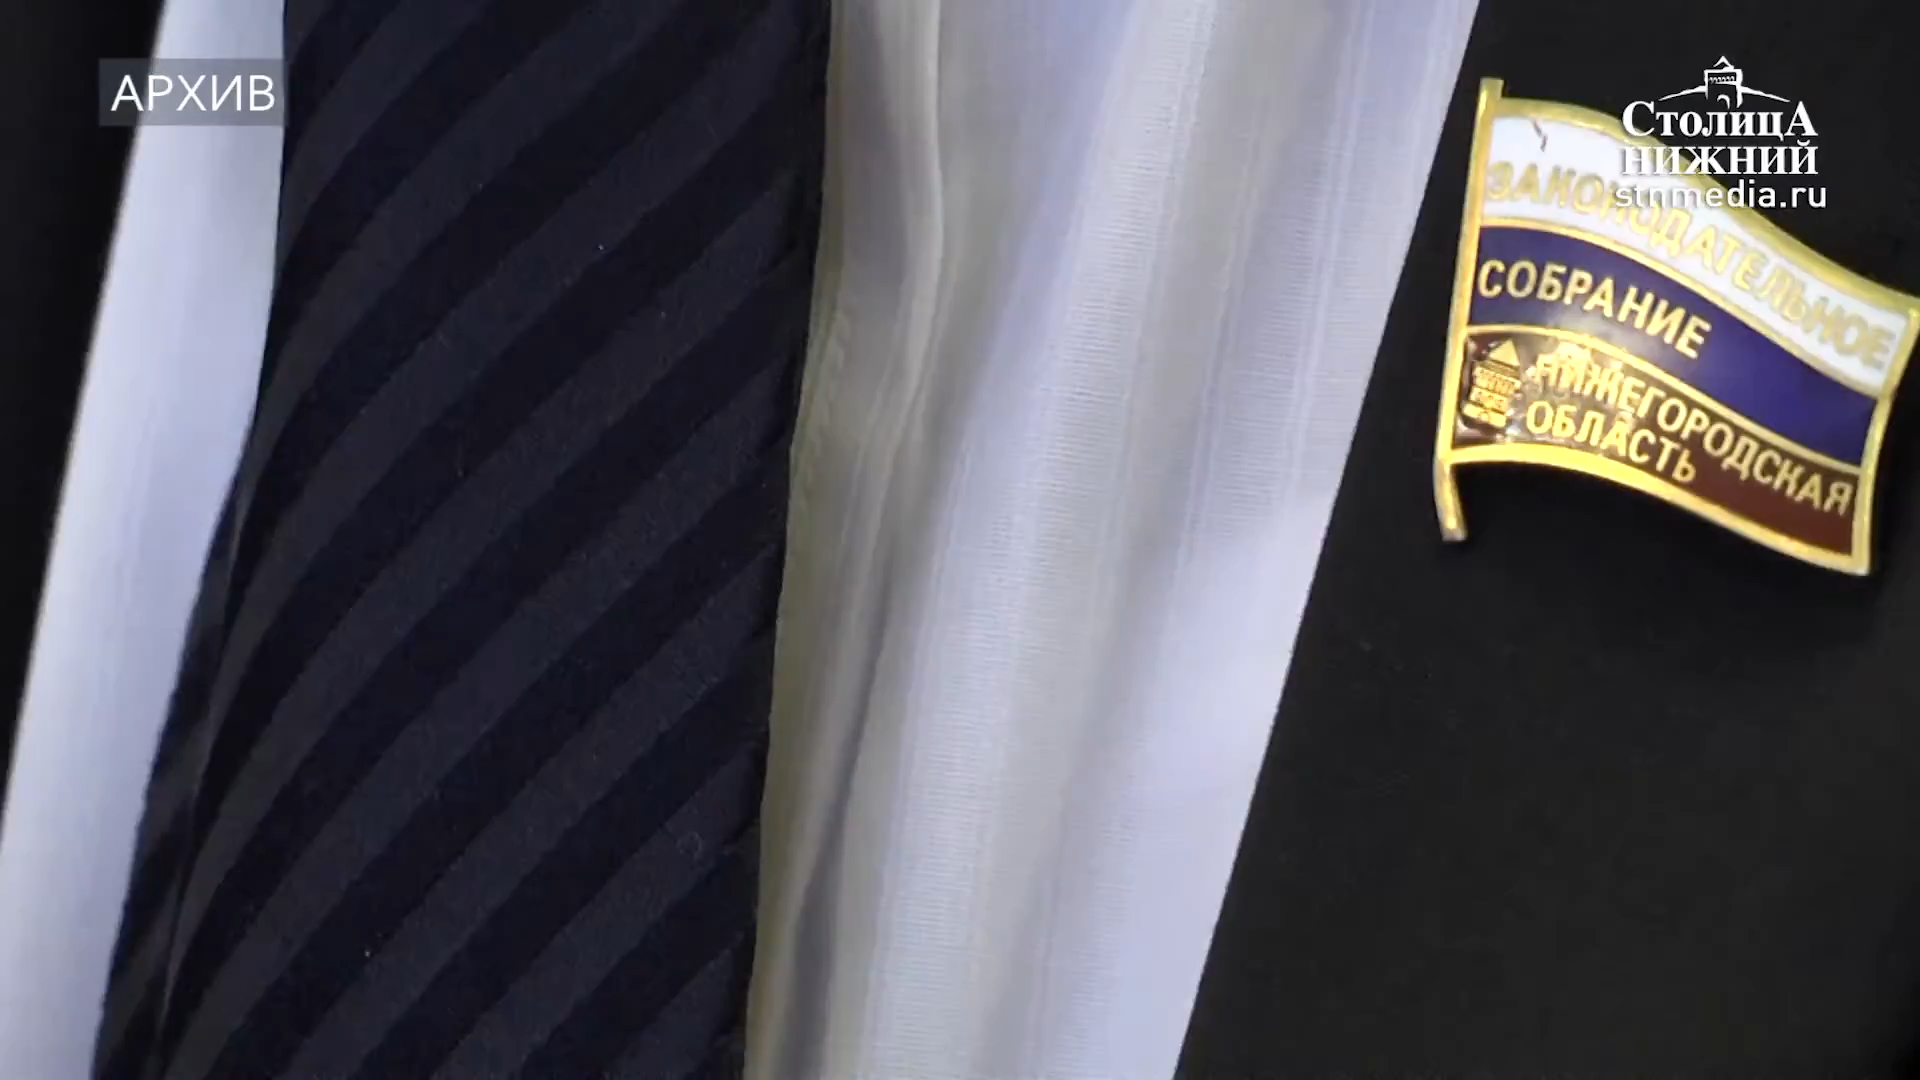 АРХИВ
СтолицА
нижний
stnmedia.ru
ЗАКОНОДАТЕЛЬНОЕ
СОБРАНИЕ
НИЖЕГОРОДСКАЯ
ОБЛАСТЬ